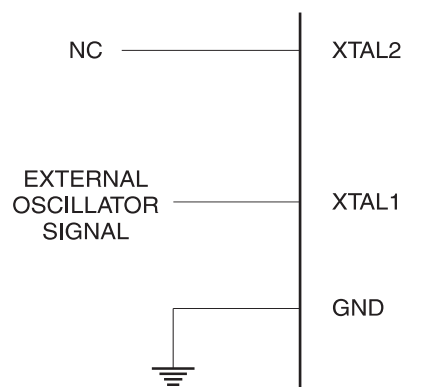 NC
XTAL2
EXTERNAL
OSCILLATOR
SIGNAL
XTAL1
GND